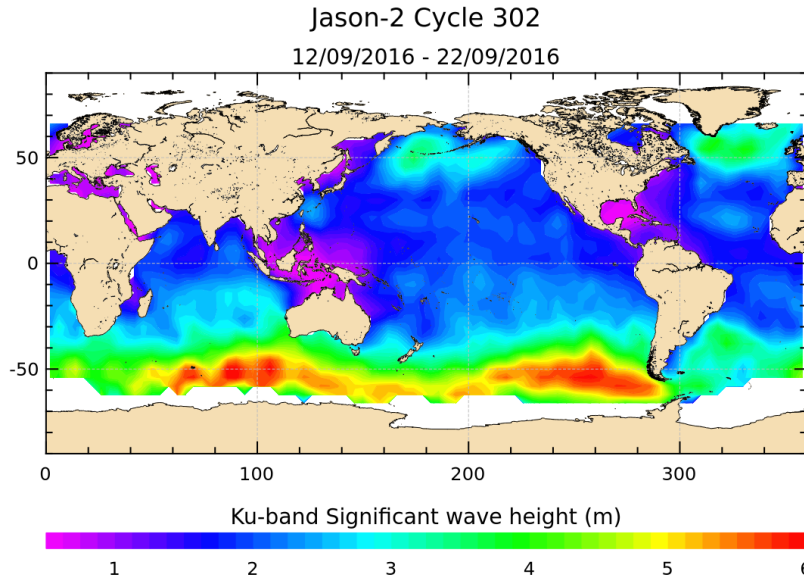 Jason-2 Cycle 302
12/09/2016 - 22/09/2016
50
0
-50
0 100 200 300
Ku-band Significant wave height (m)
1 2 3 4 5 6